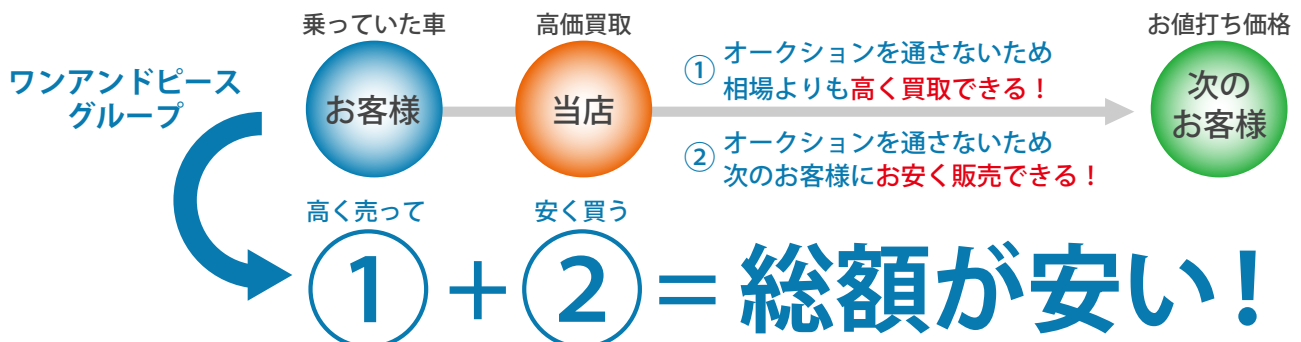 乗っていた車
高価買取
お値打ち価格
ワンアンドピース
グループ
お客様
当店
① オークションを通さないため
相場よりも高く買取できる！
② オークションを通さないため
次のお客様にお安く販売できる！
次の
お客様
高く売って
安く買う
①＋②＝総額が安い！